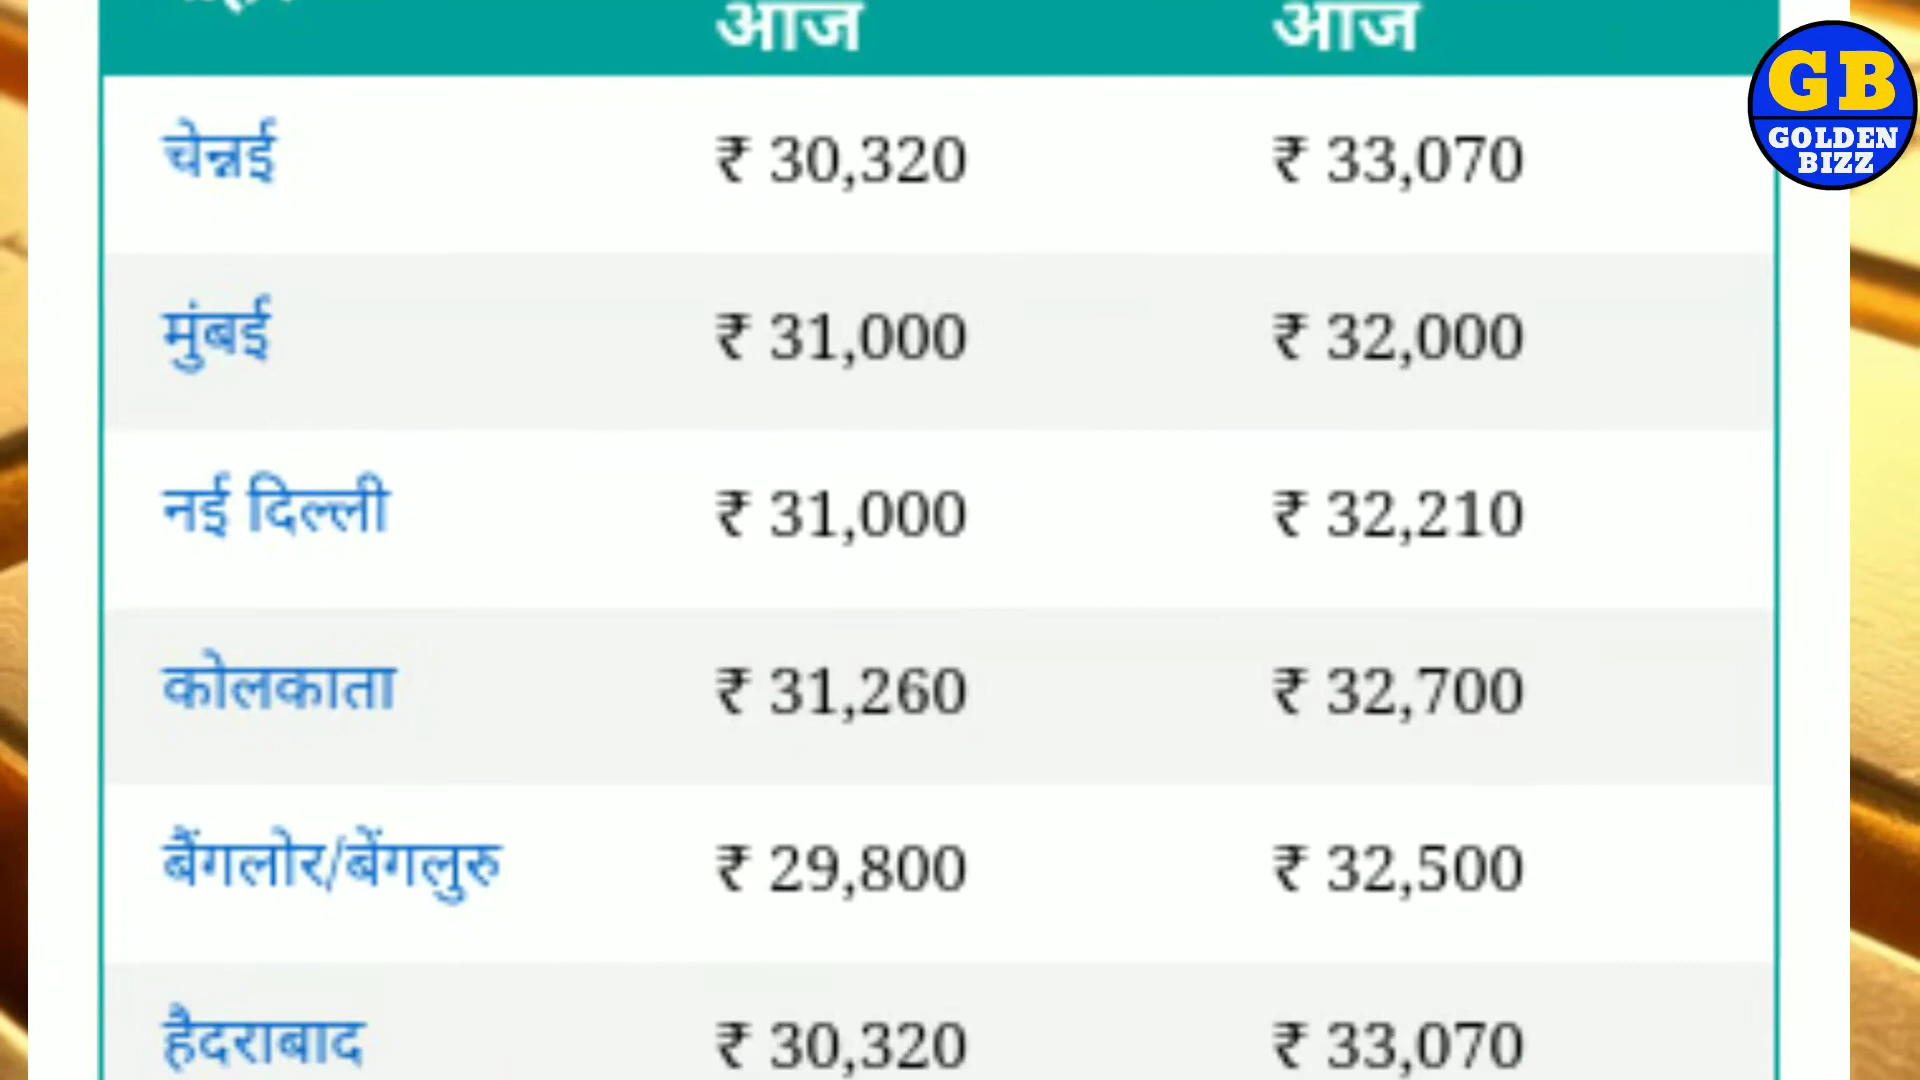 आज आज
चेन्नई ₹ 30,320 ₹ 33,070
मुंबई ₹ 31,000 ₹ 32,000
नई दिल्ली ₹ 31,000 ₹ 32,210
कोलकाता ₹ 31,260 ₹ 32,700
बैंगलोर/बेंगलुरु ₹ 29,800 ₹ 32,500
हैदराबाद ₹ 30,320 ₹ 33,070
GB
GOLDEN
BIZZ